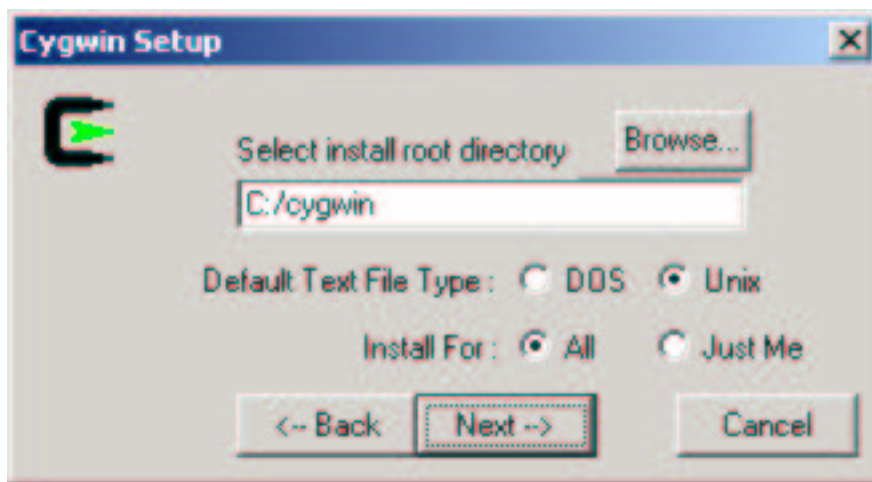 Cygwin Setup
Select install root directory Browse...
C:/cygwin
Default Text File Type : DOS Unix
Install For : All Just Me
<-- Back Next --> Cancel